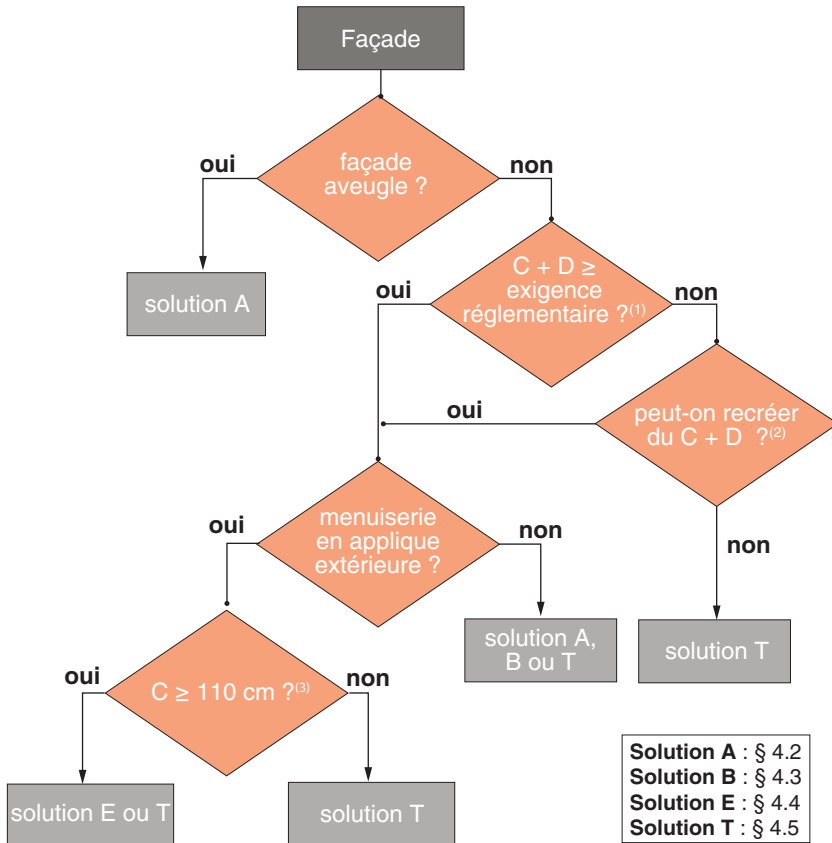 Façade
façade
aveugle ?
oui
non
solution A
C + D ≥
exigence
réglementaire ?(1)
oui
non
peut-on recréer
du C + D ?(2)
oui
non
menuiserie
en applique
extérieure ?
oui
non
solution A,
B ou T
solution T
C ≥ 110 cm ?(3)
oui
non
solution E ou T
solution T
Solution A : § 4.2
Solution B : § 4.3
Solution E : § 4.4
Solution T : § 4.5